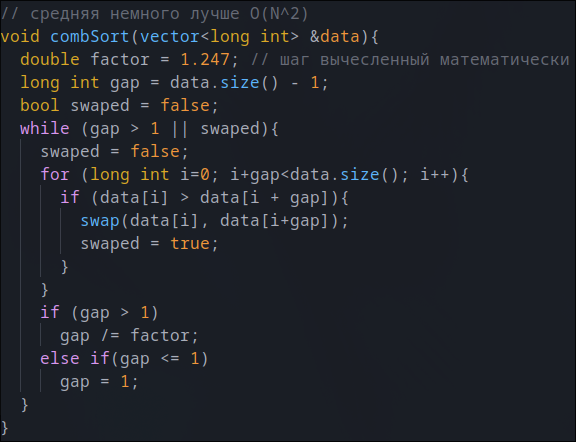 // средняя немного лучше O(N^2)
void combSort(vector<long int> &data){
  double factor = 1.247; // шаг вычесленный математически
  long int gap = data.size() - 1;
  bool swaped = false;
  while (gap > 1 || swaped){
    swaped = false;
    for (long int i=0; i+gap<data.size(); i++){
      if (data[i] > data[i + gap]){
        swap(data[i], data[i+gap]);
        swaped = true;
      }
    }
    if (gap > 1)
      gap /= factor;
    else if(gap <= 1)
      gap = 1;
  }
}